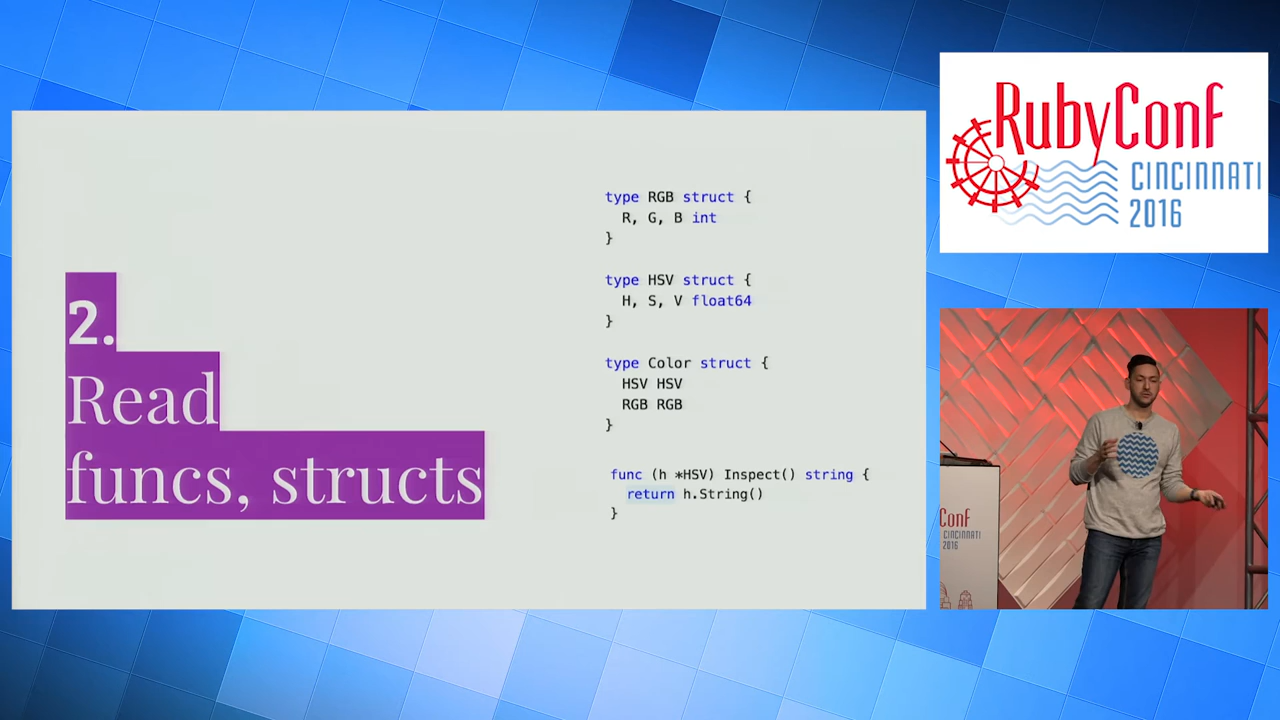 2.
Read
funcs, structs
type RGB struct {
R, G, B int
}
type HSV struct {
H, S, V float64
}
type Color struct {
HSV HSV
RGB RGB
}
func (h *HSV) Inspect() string {
return h.String()
}
RubyConf
CINCINNATI
2016
Conf
CINCINNATI
2016